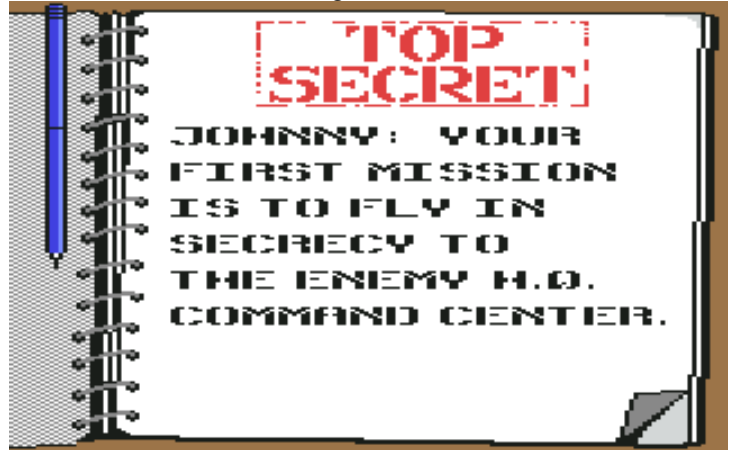 TOP
SECRET
JOHNNY: YOUR
FIRST MISSION
IS TO FLY IN
SECRECY TO
THE ENEMY H.Q.
COMMAND CENTER.